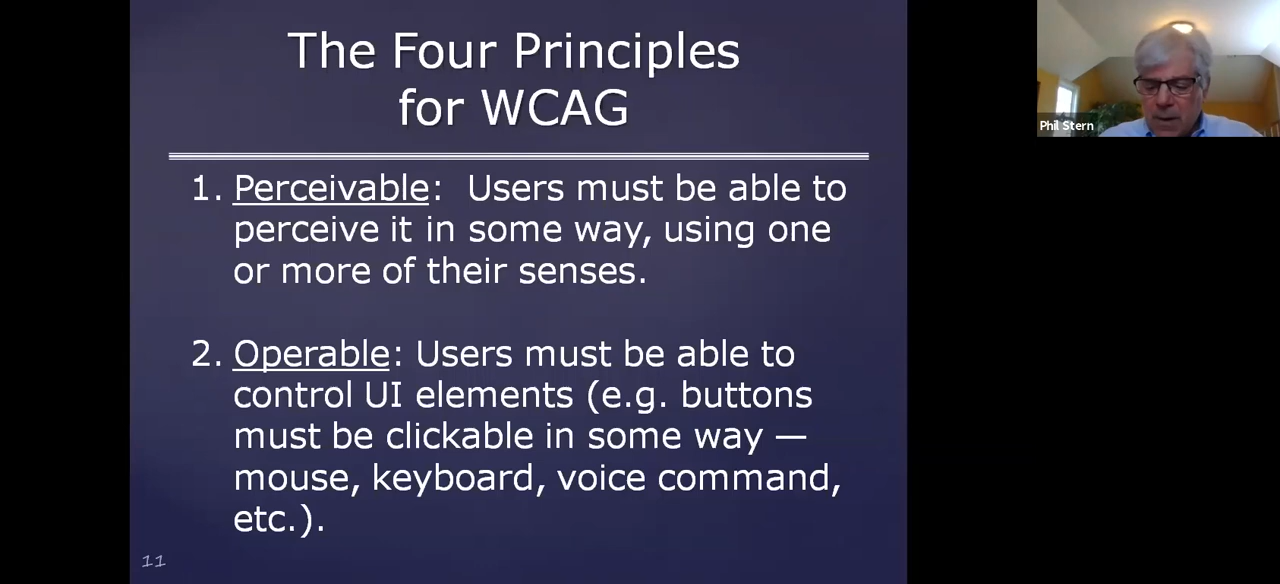 The Four Principles
for WCAG
1. Perceivable:  Users must be able to
perceive it in some way, using one
or more of their senses.
2. Operable: Users must be able to
control UI elements (e.g. buttons
must be clickable in some way —
mouse, keyboard, voice command,
etc.).
11
Phil Stern